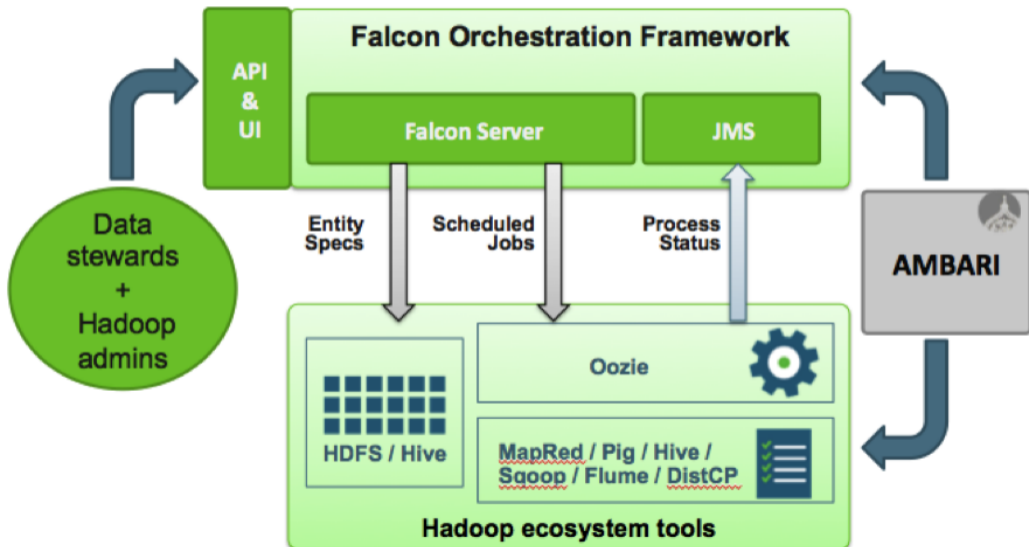 Falcon Orchestration Framework
API
&
UI
Falcon Server
JMS
Entity
Specs
Scheduled
Jobs
Process
Status
Data
stewards
+
Hadoop
admins
AMBARI
Oozie
HDFS / Hive
MapRed / Pig / Hive /
Sqoop / Flume / DistCP
Hadoop ecosystem tools